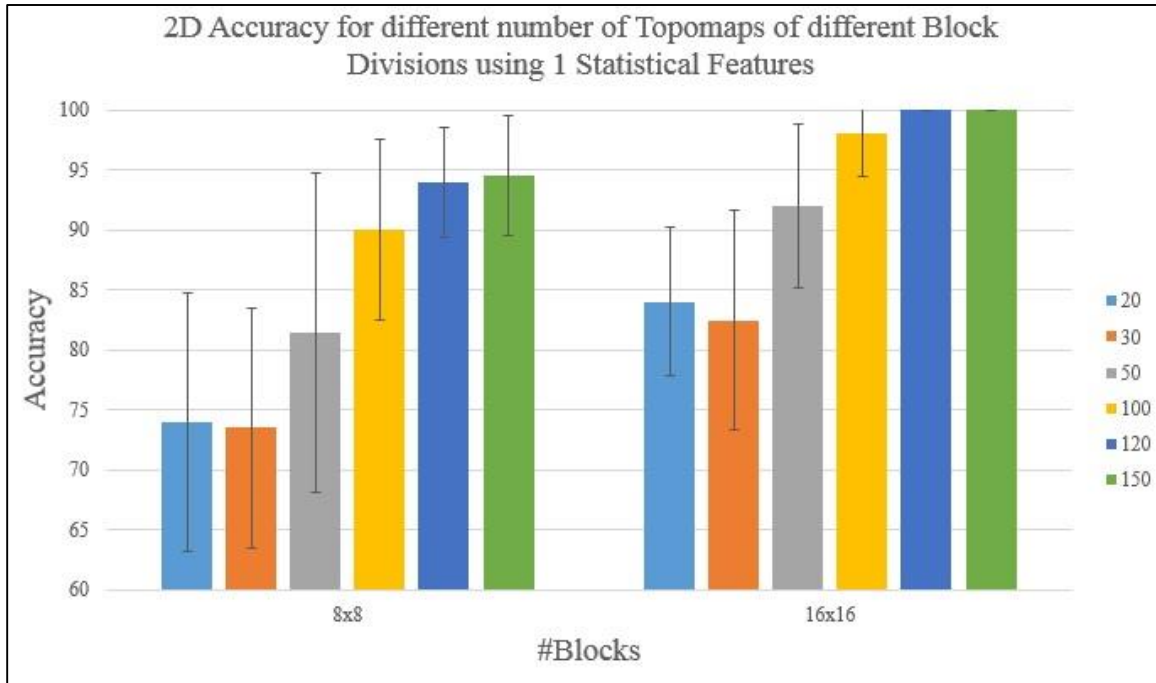 2D Accuracy for different number of Topomaps of different Block
Divisions using 1 Statistical Features
100
95
90
85
80
75
70
65
60
Accuracy
8x8
16x16
#Blocks
20
30
50
100
120
150